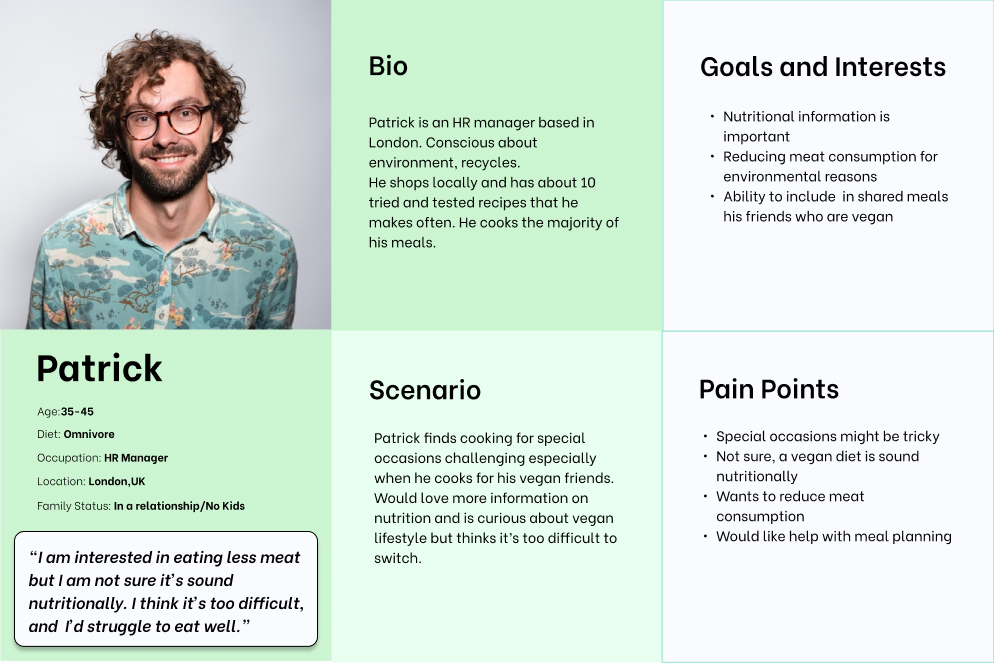 Bio
Patrick is an HR manager based in
London. Conscious about
environment, recycles.
He shops locally and has about 10
tried and tested recipes that he
makes often. He cooks the majority of
his meals.
Goals and Interests
• Nutritional information is
important
• Reducing meat consumption for
environmental reasons
• Ability to include  in shared meals
his friends who are vegan
Patrick
Age:35-45
Diet: Omnivore
Occupation: HR Manager
Location: London,UK
Family Status: In a relationship/No Kids
“I am interested in eating less meat
but I am not sure it’s sound
nutritionally. I think it’s too difficult,
and  I’d struggle to eat well.”
Scenario
Patrick finds cooking for special
occasions challenging especially
when he cooks for his vegan friends.
Would love more information on
nutrition and is curious about vegan
lifestyle but thinks it’s too difficult to
switch.
Pain Points
• Special occasions might be tricky
• Not sure, a vegan diet is sound
nutritionally
• Wants to reduce meat
consumption
• Would like help with meal planning